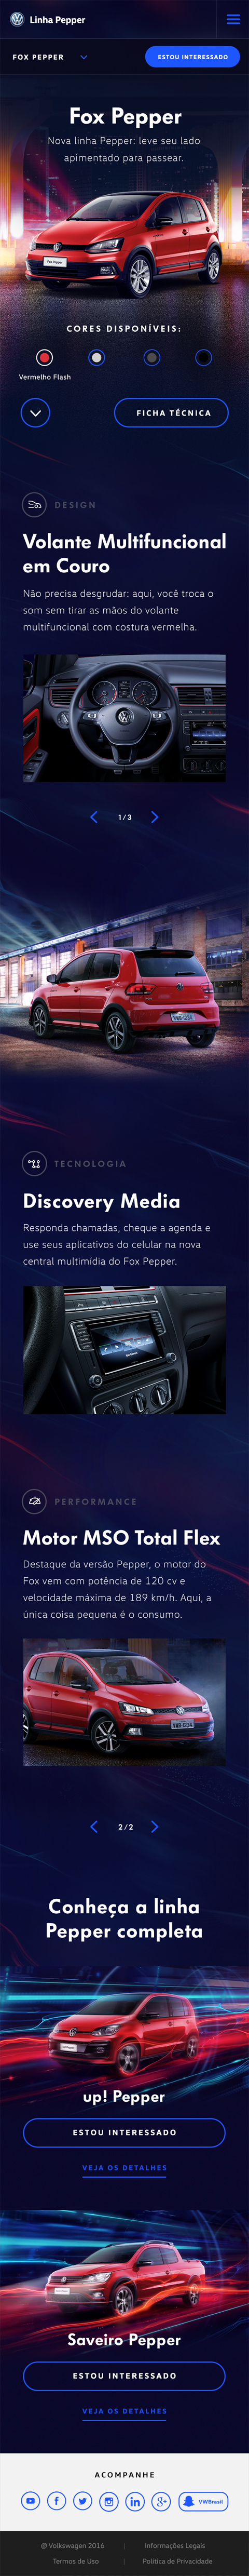 Linha Pepper
FOX PEPPER
ESTOU INTERESSADO
Fox Pepper
Nova linha Pepper: leve seu lado
apimentado para passear.
Fox Pepper
CORES DISPONÍVEIS:
Vermelho Flash
FICHA TÉCNICA
DESIGN
Volante Multifuncional
em Couro
Não precisa desgrudar: aqui, você troca o
som sem tirar as mãos do volante
multifuncional com costura vermelha.
1/3
TECNOLOGIA
Discovery Media
Responda chamadas, cheque a agenda e
use seus aplicativos do celular na nova
central multimídia do Fox Pepper.
PERFORMANCE
Motor MSO Total Flex
Destaque da versão Pepper, o motor do
Fox vem com potência de 120 cv e
velocidade máxima de 189 km/h. Aqui, a
única coisa pequena é o consumo.
2/2
Conheça a linha
Pepper completa
up! Pepper
ESTOU INTERESSADO
VEJA OS DETALHES
Saveiro Pepper
ESTOU INTERESSADO
VEJA OS DETALHES
ACOMPANHE
VWBrasil
@ Volkswagen 2016 | Informações Legais
Termos de Uso | Política de Privacidade